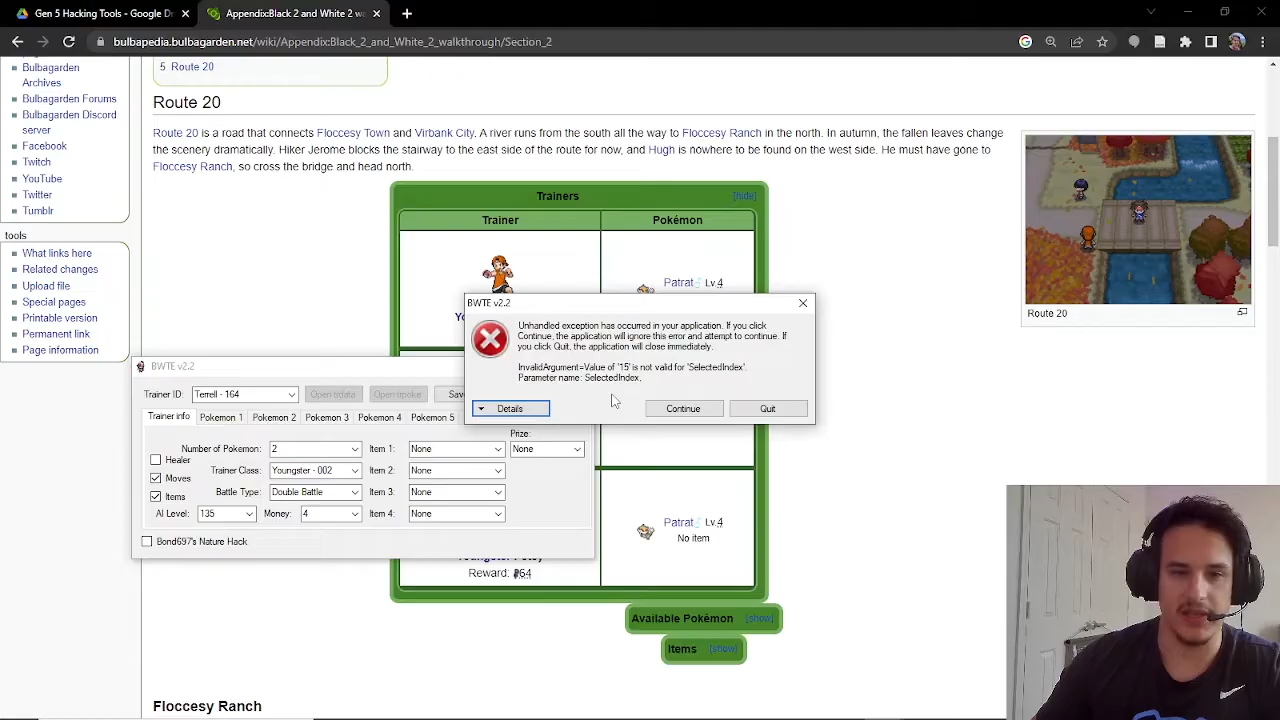 Gen 5 Hacking Tools - Google Dr
AppendixBlack 2 and White 2 wa
bulbapedia.bulbagarden.net/wiki/AppendixBlack_2_and_White_2_walkthrough/Section_2
Bulbagarden
Archives
Bulbagarden Forums
Bulbagarden Discord
server
Facebook
Twitch
YouTube
Twitter
Tumblr
tools
What links here
Related changes
Upload file
Special pages
Printable version
Permanent link
Page information
5 Route 20
Route 20
Route 20 is a road that connects Floccesy Town and Virbank City. A river runs from the south all the way to Floccesy Ranch in the north. In autumn, the fallen leaves change
the scenery dramatically. Hiker Jerome blocks the stairway to the east side of the route for now, and Hugh is nowhere to be found on the west side. He must have gone to
Floccesy Ranch, so cross the bridge and head north.
Route 20
Trainers
[hide]
Trainer
Pokémon
Patrat♂ Lv.4
BWTE v2.2
Unhandled exception has occurred in your application. If you click
Continue, the application will ignore this error and attempt to continue. If
you click Quit, the application will close immediately.
InvalidArgument=Value of '15' is not valid for 'SelectedIndex'.
Parameter name: SelectedIndex.
Details
Continue
Quit
BWTE v2.2
Trainer ID:
Terrell - 164
Open trdata
Open trpoke
Trainer info
Pokemon 1
Pokemon 2
Pokemon 3
Pokemon 4
Pokemon 5
Prize:
Number of Pokemon:
2
Item 1:
None
None
Healer
Trainer Class:
Youngster - 002
Item 2:
None
Moves
Battle Type:
Double Battle
Item 3:
None
Items
AI Level:
135
Money:
4
Item 4:
None
Bond697's Nature Hack
Patrat♂ Lv.4
No item
Reward: 64
Available Pokémon [show]
Items [show]
Floccesy Ranch